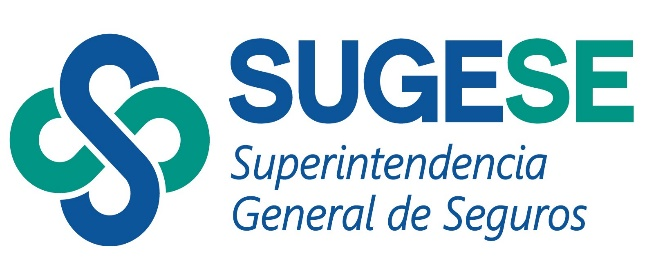 SUGESE
Superintendencia
General de Seguros